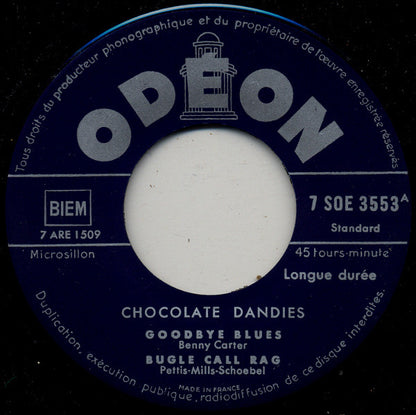 Tous droits du producteur phonographique et du propriétaire de l'œuvre enregistrée réservés
ODEON
BIEM
7 ARE 1509
Microsillon
7 SOE 3553 A
Standard
45 tours-minute
Longue durée
CHOCOLATE DANDIES
GOODBYE BLUES
Benny Carter
BUGLE CALL RAG
Pettis-Mills-Schoebel
MADE IN FRANCE
Duplication, exécution publique, radiodiffusion de ce disque interdites.